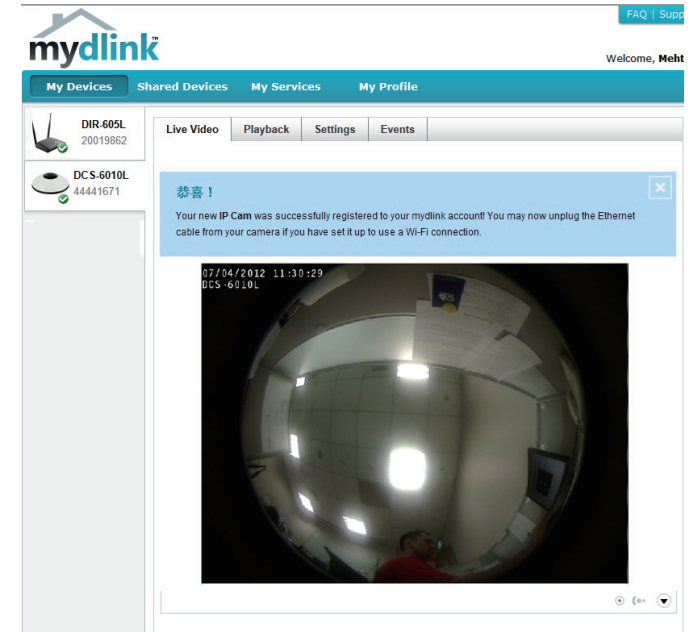 FAQ | Supp
mydlink
Welcome, Meht
My Devices Shared Devices My Services My Profile
DIR-605L
20019862
DCS-6010L
44441671
Live Video Playback Settings Events
恭喜！
Your new IP Cam was successfully registered to your mydlink account! You may now unplug the Ethernet
cable from your camera if you have set it up to use a Wi-Fi connection.
07/04/2012 11:30:29
DCS-6010L